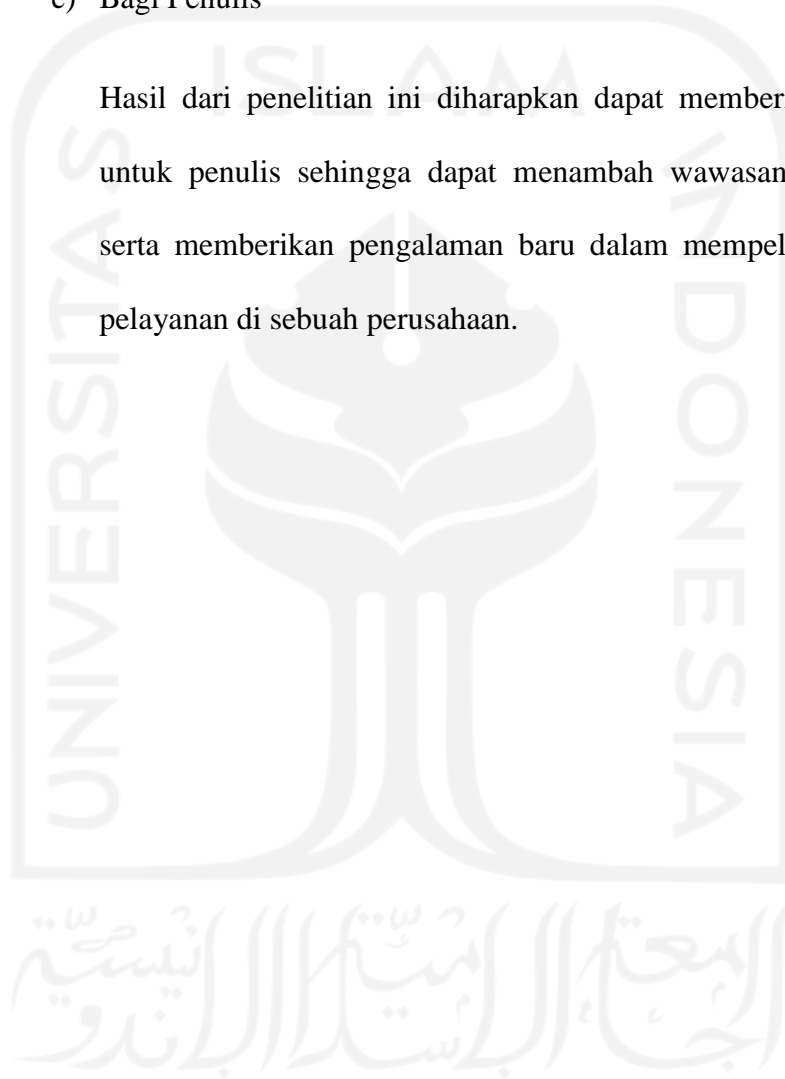 c) Bagi Penulis
Hasil dari penelitian ini diharapkan dapat member
untuk penulis sehingga dapat menambah wawasan
serta memberikan pengalaman baru dalam mempel
pelayanan di sebuah perusahaan.
ISLAM
UNIVERSITAS
INDONESIA